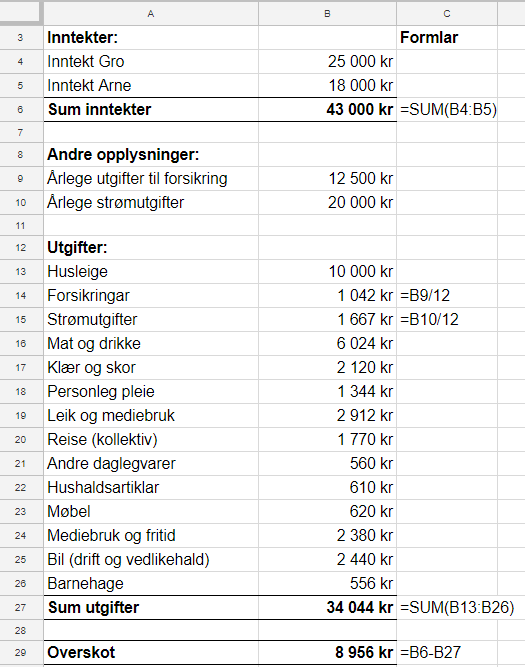 A B C
3 Inntekter: Formlar
4 Inntekt Gro 25 000 kr
5 Inntekt Arne 18 000 kr
6 Sum inntekter 43 000 kr =SUM(B4:B5)
7
8 Andre opplysninger:
9 Årlege utgifter til forsikring 12 500 kr
10 Årlege strømutgifter 20 000 kr
11
12 Utgifter:
13 Husleige 10 000 kr
14 Forsikringar 1 042 kr =B9/12
15 Strømutgifter 1 667 kr =B10/12
16 Mat og drikke 6 024 kr
17 Klær og skor 2 120 kr
18 Personleg pleie 1 344 kr
19 Leik og mediebruk 2 912 kr
20 Reise (kollektiv) 1 770 kr
21 Andre daglegvarer 560 kr
22 Hushaldsartiklar 610 kr
23 Møbel 620 kr
24 Mediebruk og fritid 2 380 kr
25 Bil (drift og vedlikehald) 2 440 kr
26 Barnehage 556 kr
27 Sum utgifter 34 044 kr =SUM(B13:B26)
28
29 Overskot 8 956 kr =B6-B27